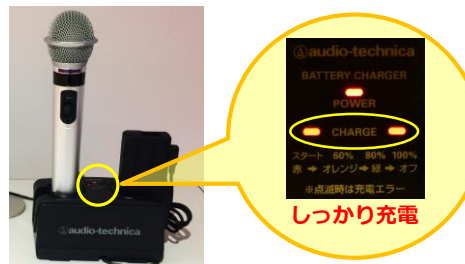 audio-technica
audio-technica
BATTERY CHARGER
POWER
CHARGE
スタート 60% 80% 100%
赤 ➔ オレンジ ➔ 緑 ➔ オフ
※点滅時は充電エラー
しっかり充電